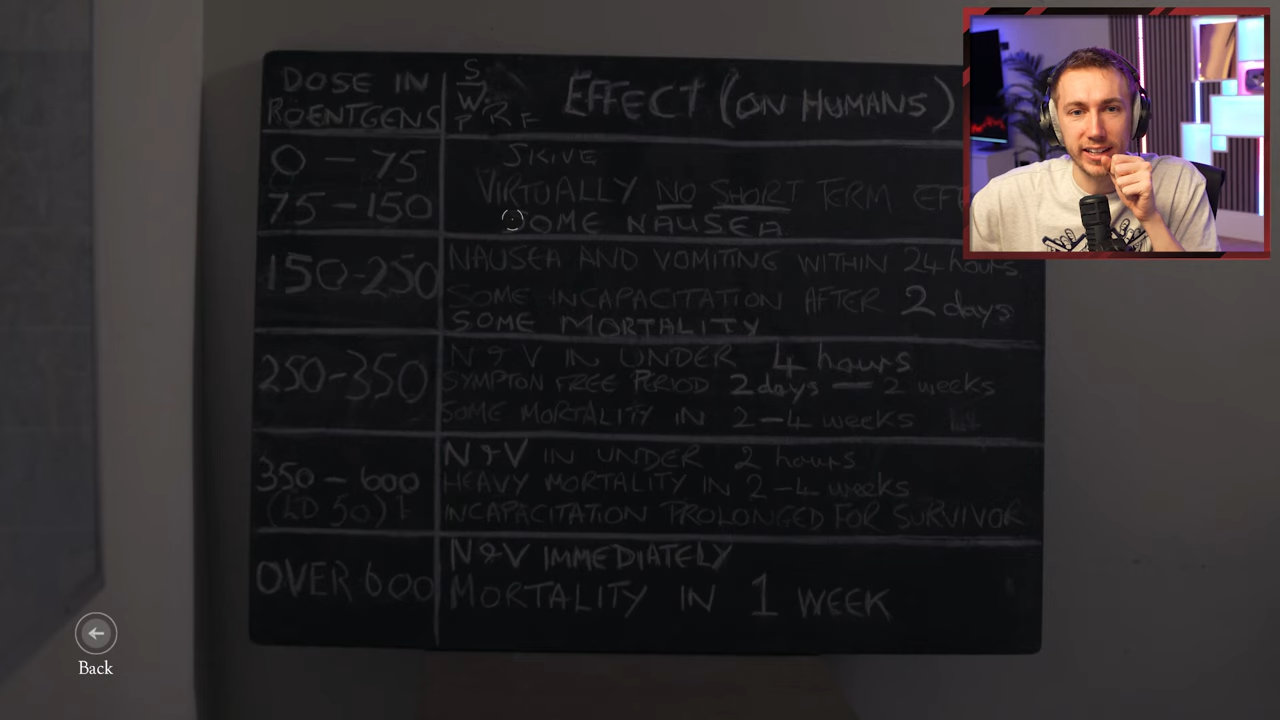 DOSE IN
ROENTGENS
S
W
P R F
EFFECT (ON HUMANS)
0 - 75
SKIVE
VIRTUALLY NO SHORT TERM
75 - 150
SOME NAUSEA
150-250
NAUSEA AND VOMITING WITHIN 24 hours
SOME INCAPACITATION AFTER 2 days
SOME MORTALITY
250-350
N & V IN UNDER 4 hours
SYMPTON FREE PERIOD 2 days — 2 weeks
SOME MORTALITY IN 2-4 weeks
350 - 600
(LD 50)
N & V IN UNDER 2 hours
HEAVY MORTALITY IN 2-4 weeks
INCAPACITATION PROLONGED FOR SURVIVOR
OVER 600
N & V IMMEDIATELY
MORTALITY IN 1 WEEK
Back